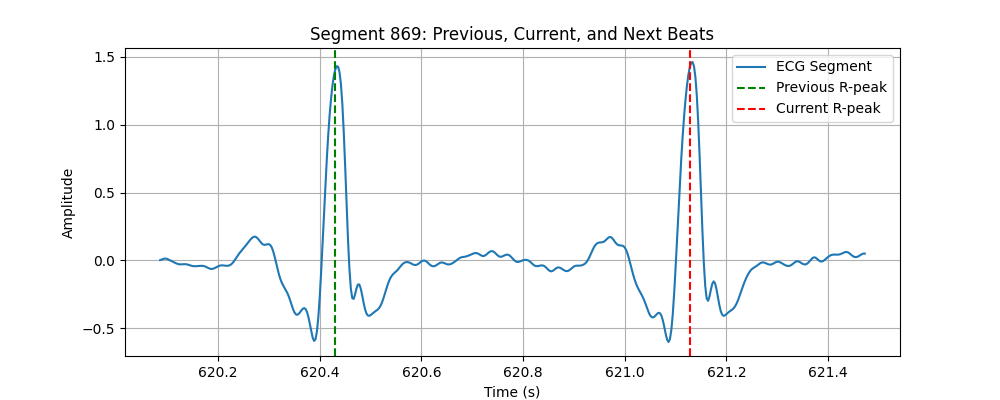 Segment 869: Previous, Current, and Next Beats
1.5
1.0
0.5
0.0
−0.5
Amplitude
ECG Segment
Previous R-peak
Current R-peak
620.2 620.4 620.6 620.8 621.0 621.2 621.4
Time (s)